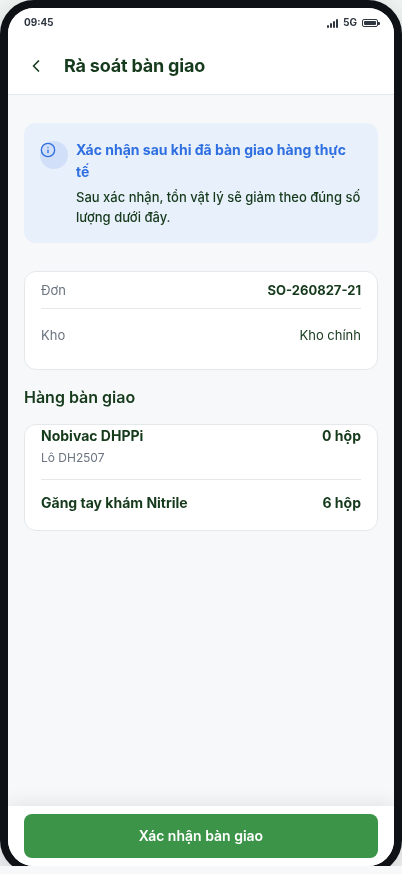 09:45
5G
Rà soát bàn giao
Xác nhận sau khi đã bàn giao hàng thực
tế
Sau xác nhận, tồn vật lý sẽ giảm theo đúng số
lượng dưới đây.
Đơn SO-260827-21
Kho Kho chính
Hàng bàn giao
Nobivac DHPPi 0 hộp
Lô DH2507
Găng tay khám Nitrile 6 hộp
Xác nhận bàn giao